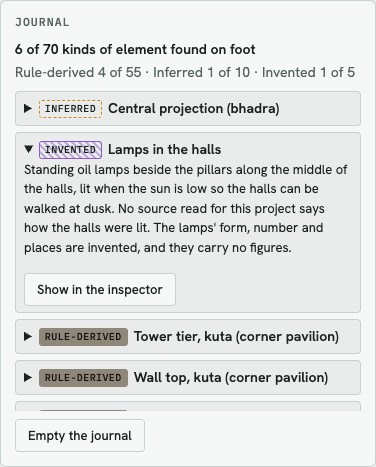 JOURNAL
6 of 70 kinds of element found on foot
Rule-derived 4 of 55 · Inferred 1 of 10 · Invented 1 of 5
INFERRED Central projection (bhadra)
INVENTED Lamps in the halls
Standing oil lamps beside the pillars along the middle of
the halls, lit when the sun is low so the halls can be
walked at dusk. No source read for this project says
how the halls were lit. The lamps' form, number and
places are invented, and they carry no figures.
Show in the inspector
RULE-DERIVED Tower tier, kuta (corner pavilion)
RULE-DERIVED Wall top, kuta (corner pavilion)
Empty the journal